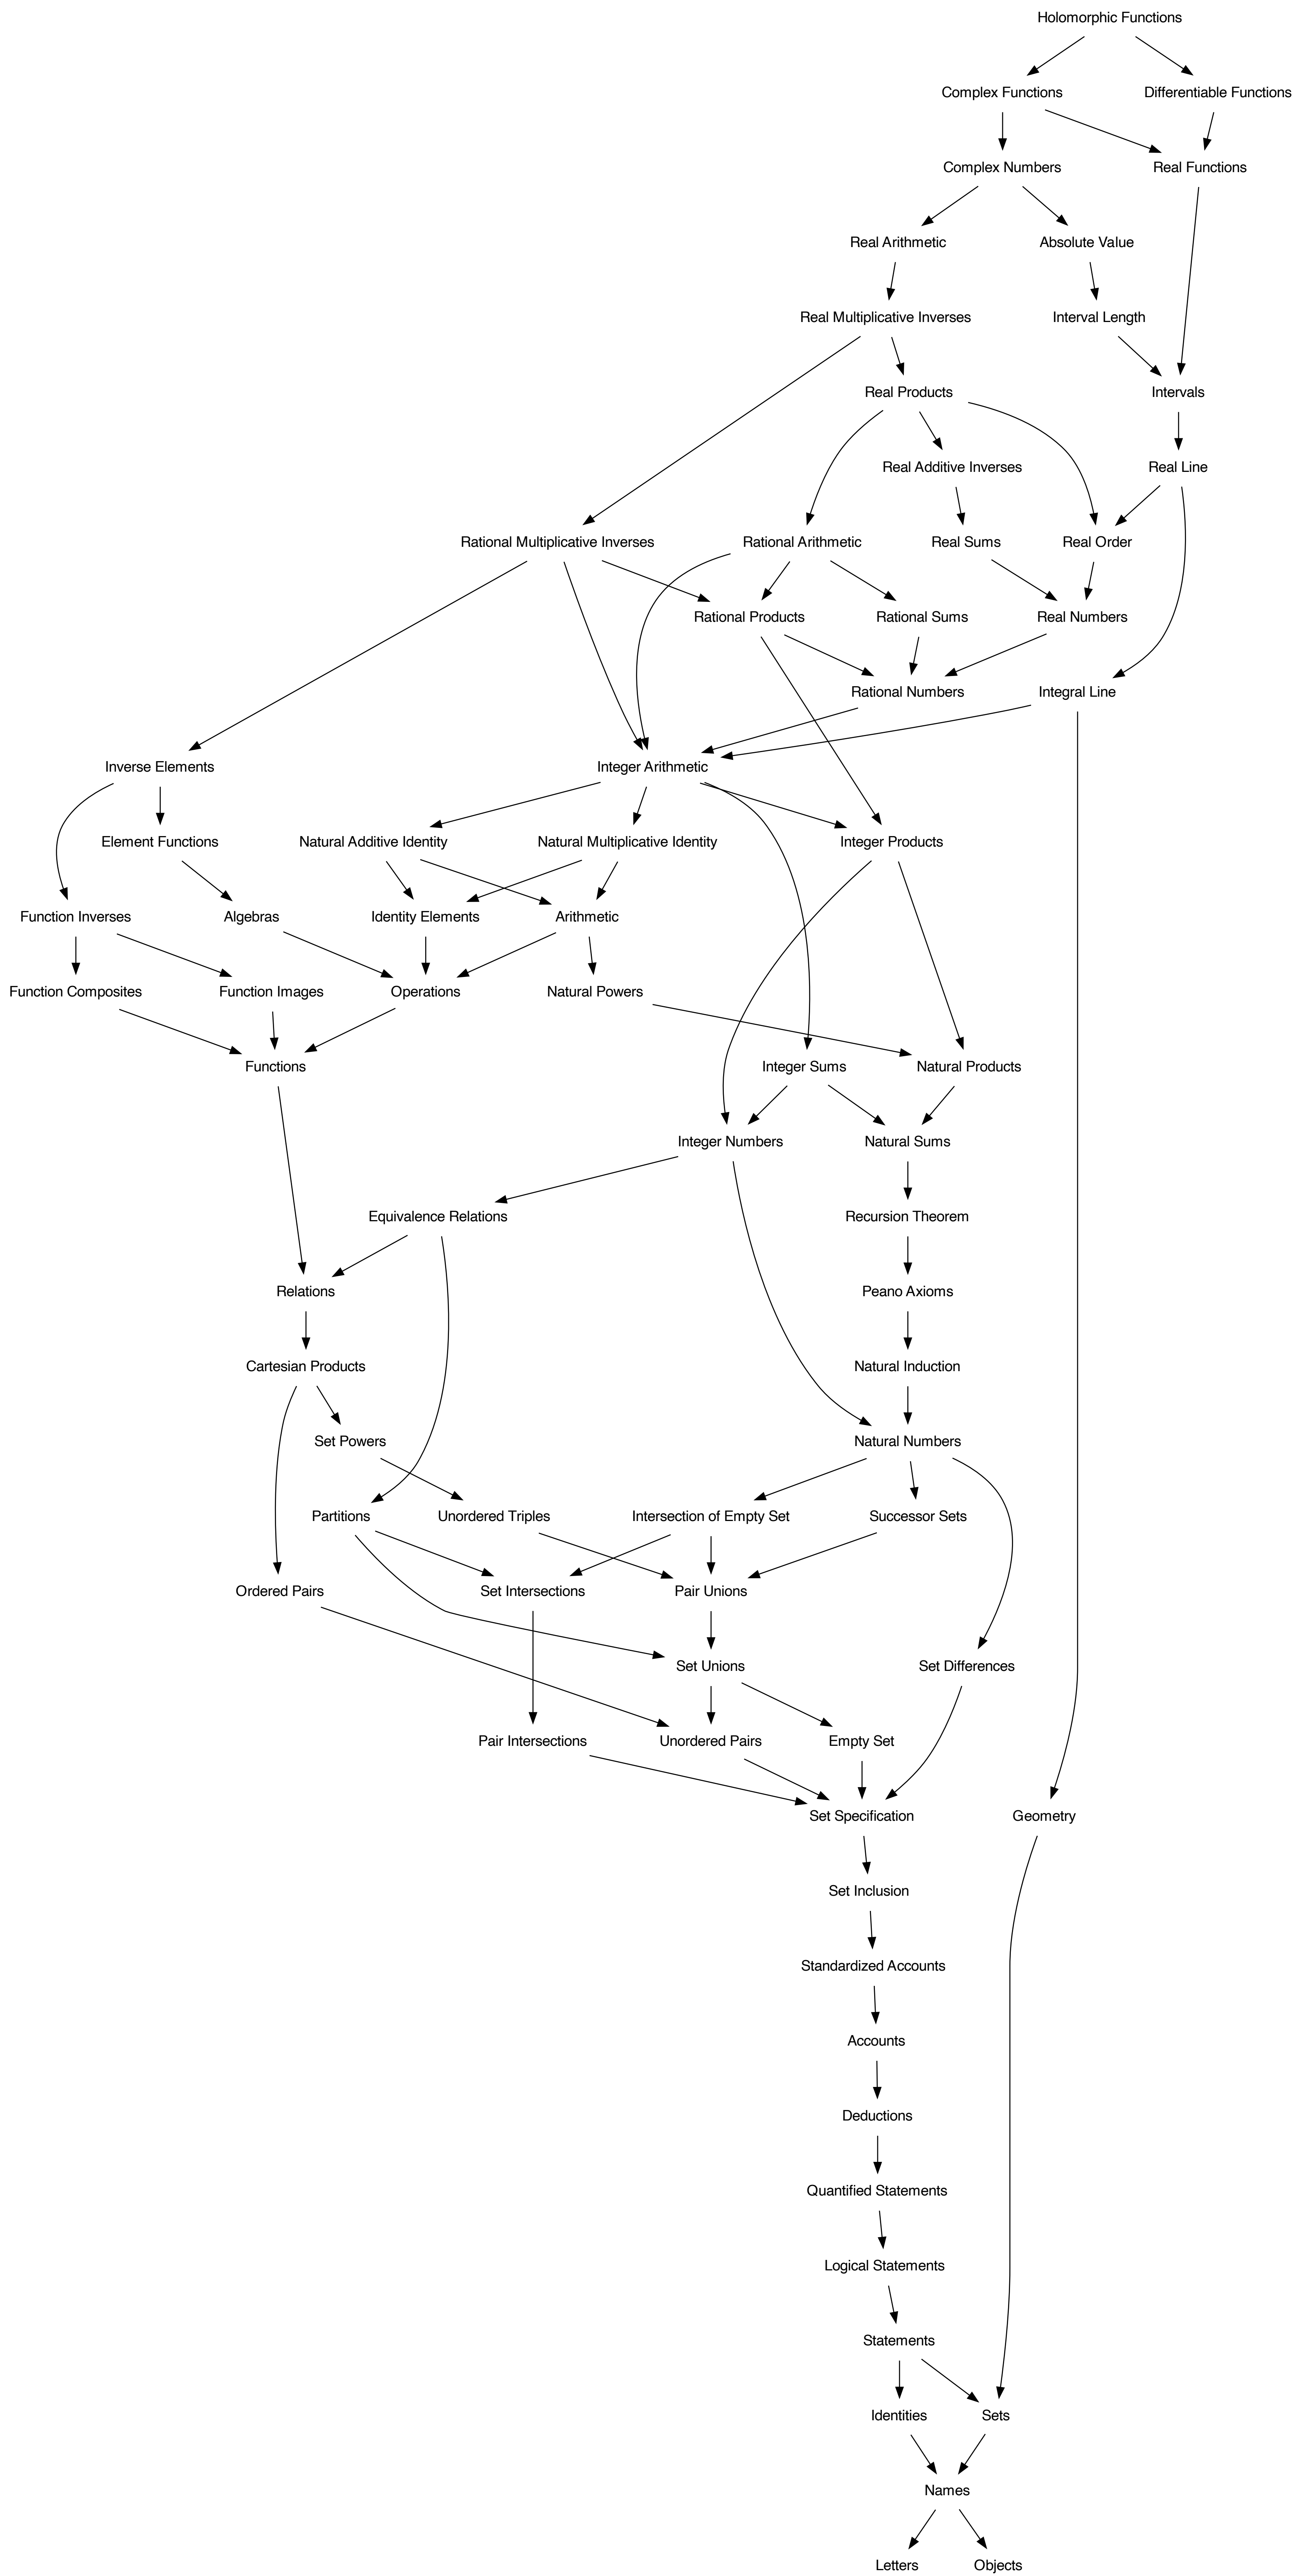 Holomorphic Functions
Complex Functions
Differentiable Functions
Complex Numbers
Real Functions
Real Arithmetic
Absolute Value
Real Multiplicative Inverses
Interval Length
Real Products
Intervals
Real Additive Inverses
Real Line
Rational Multiplicative Inverses
Rational Arithmetic
Real Sums
Real Order
Rational Products
Rational Sums
Real Numbers
Rational Numbers
Integral Line
Inverse Elements
Integer Arithmetic
Element Functions
Natural Additive Identity
Natural Multiplicative Identity
Integer Products
Function Inverses
Algebras
Identity Elements
Arithmetic
Function Composites
Function Images
Operations
Natural Powers
Functions
Integer Sums
Natural Products
Integer Numbers
Natural Sums
Equivalence Relations
Recursion Theorem
Relations
Peano Axioms
Cartesian Products
Natural Induction
Set Powers
Natural Numbers
Partitions
Unordered Triples
Intersection of Empty Set
Successor Sets
Ordered Pairs
Set Intersections
Pair Unions
Set Unions
Set Differences
Pair Intersections
Unordered Pairs
Empty Set
Set Specification
Geometry
Set Inclusion
Standardized Accounts
Accounts
Deductions
Quantified Statements
Logical Statements
Statements
Identities
Sets
Names
Letters
Objects